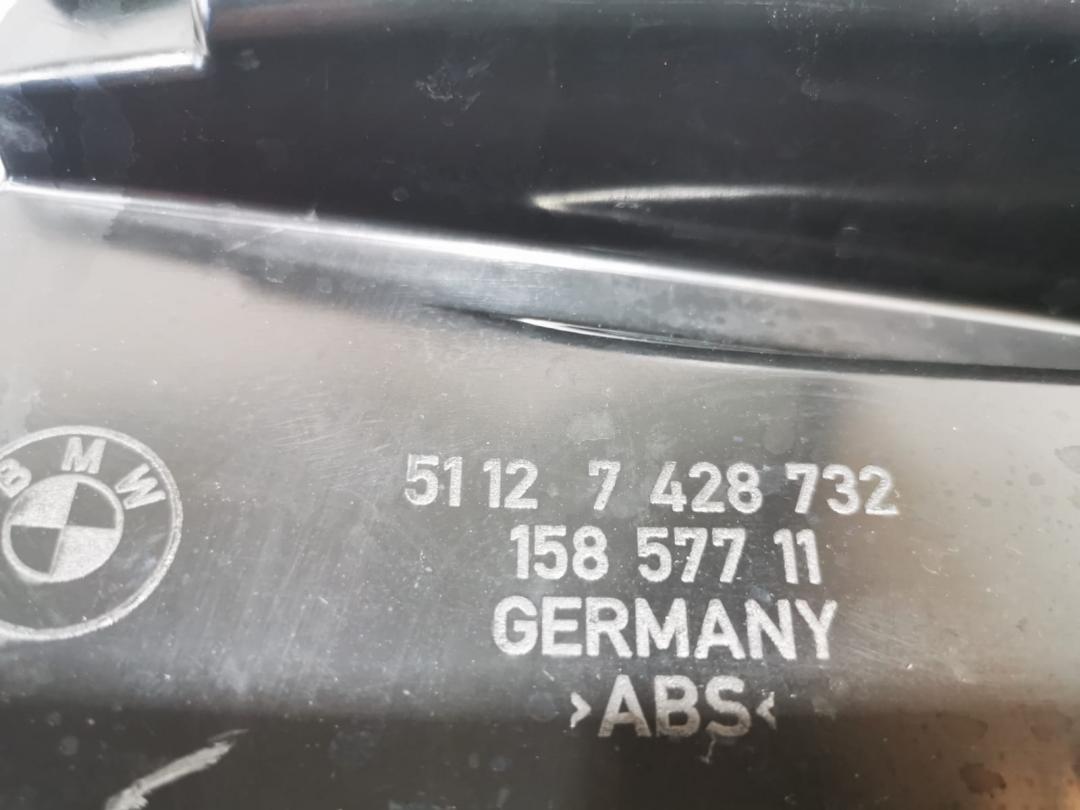 BMW
51 12 7 428 732
158 577 11
GERMANY
>ABS<